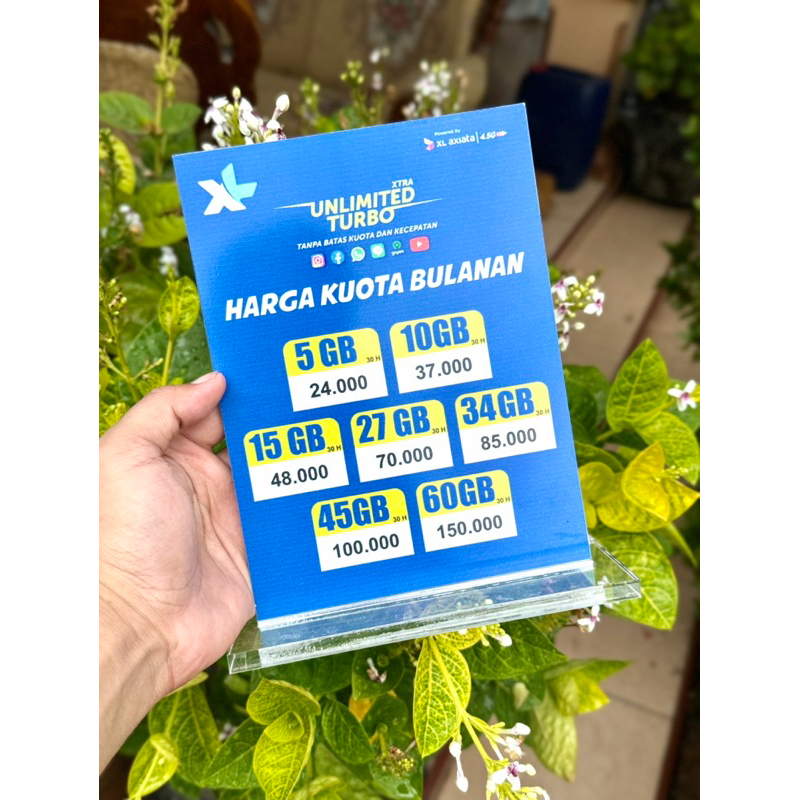 Powered by
XL axiata | 4.5G
XL
XTRA
UNLIMITED
TURBO
TANPA BATAS KUOTA DAN KECEPATAN
gojek
HARGA KUOTA BULANAN
5 GB 30 H
24.000
10GB 30 H
37.000
15 GB 30 H
48.000
27 GB 30 H
70.000
34GB 30 H
85.000
45GB 30 H
100.000
60GB 30 H
150.000